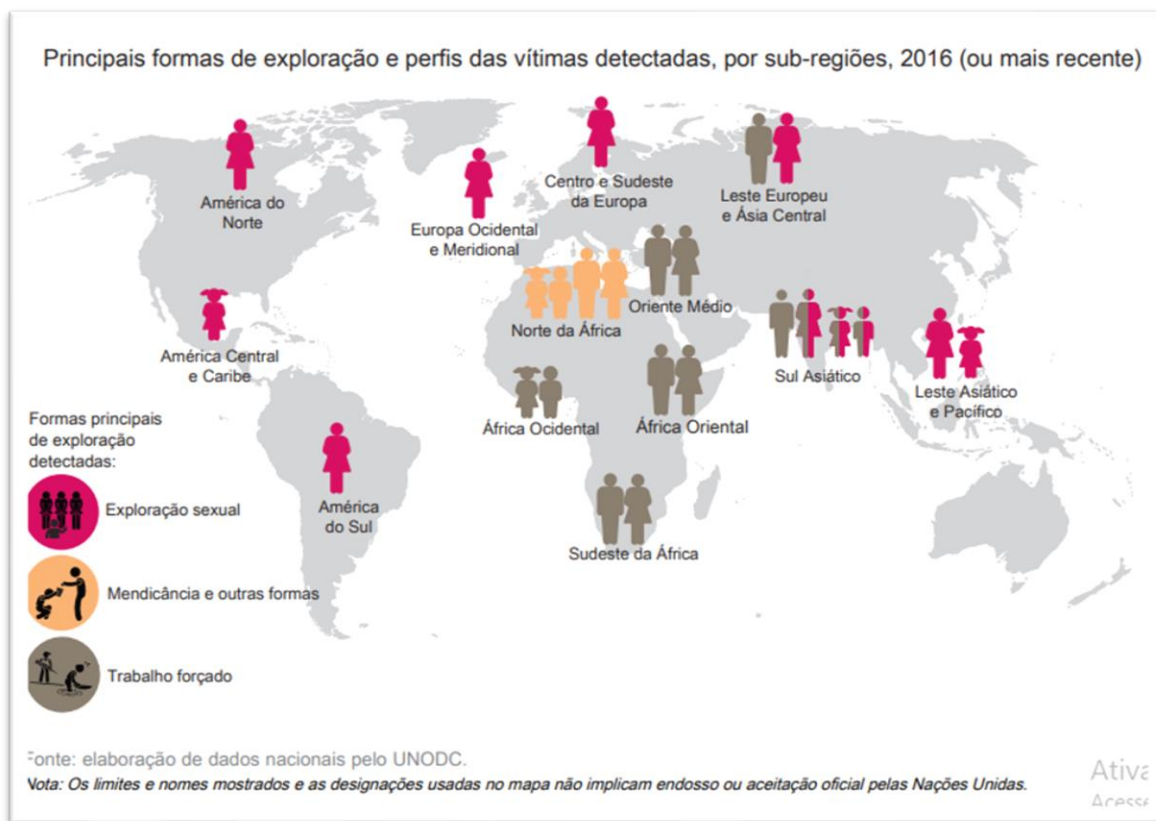 Principais formas de exploração e perfis das vítimas detectadas, por sub-regiões, 2016 (ou mais recente)
América do
Norte
Europa Ocidental
e Meridional
Centro e Sudeste
da Europa
Leste Europeu
e Ásia Central
Norte da África
Oriente Médio
América Central
e Caribe
Sul Asiático
Leste Asiático
e Pacífico
África Ocidental
África Oriental
América
do Sul
Sudeste da África
Formas principais
de exploração
detectadas:
Exploração sexual
Mendicância e outras formas
Trabalho forçado
Fonte: elaboração de dados nacionais pelo UNODC.
Nota: Os limites e nomes mostrados e as designações usadas no mapa não implicam endosso ou aceitação oficial pelas Nações Unidas.
Ativa
Acesse